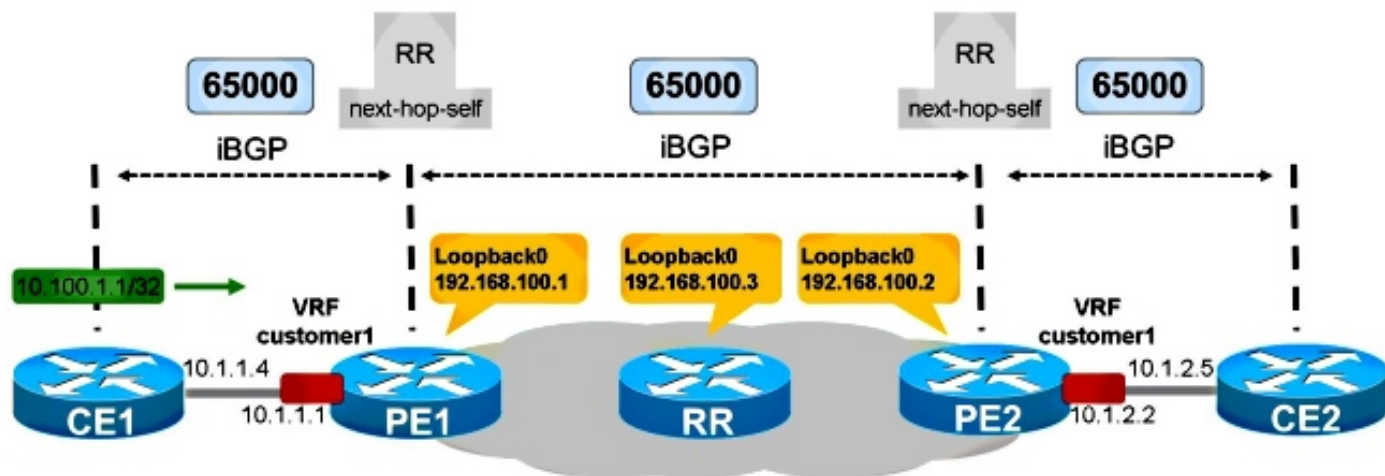 RR
RR
65000
65000
65000
next-hop-self
next-hop-self
iBGP
iBGP
iBGP
10.100.1.1/32
Loopback0
192.168.100.1
Loopback0
192.168.100.3
Loopback0
192.168.100.2
VRF
customer1
VRF
customer1
10.1.1.4
10.1.1.1
10.1.2.5
10.1.2.2
CE1
PE1
RR
PE2
CE2